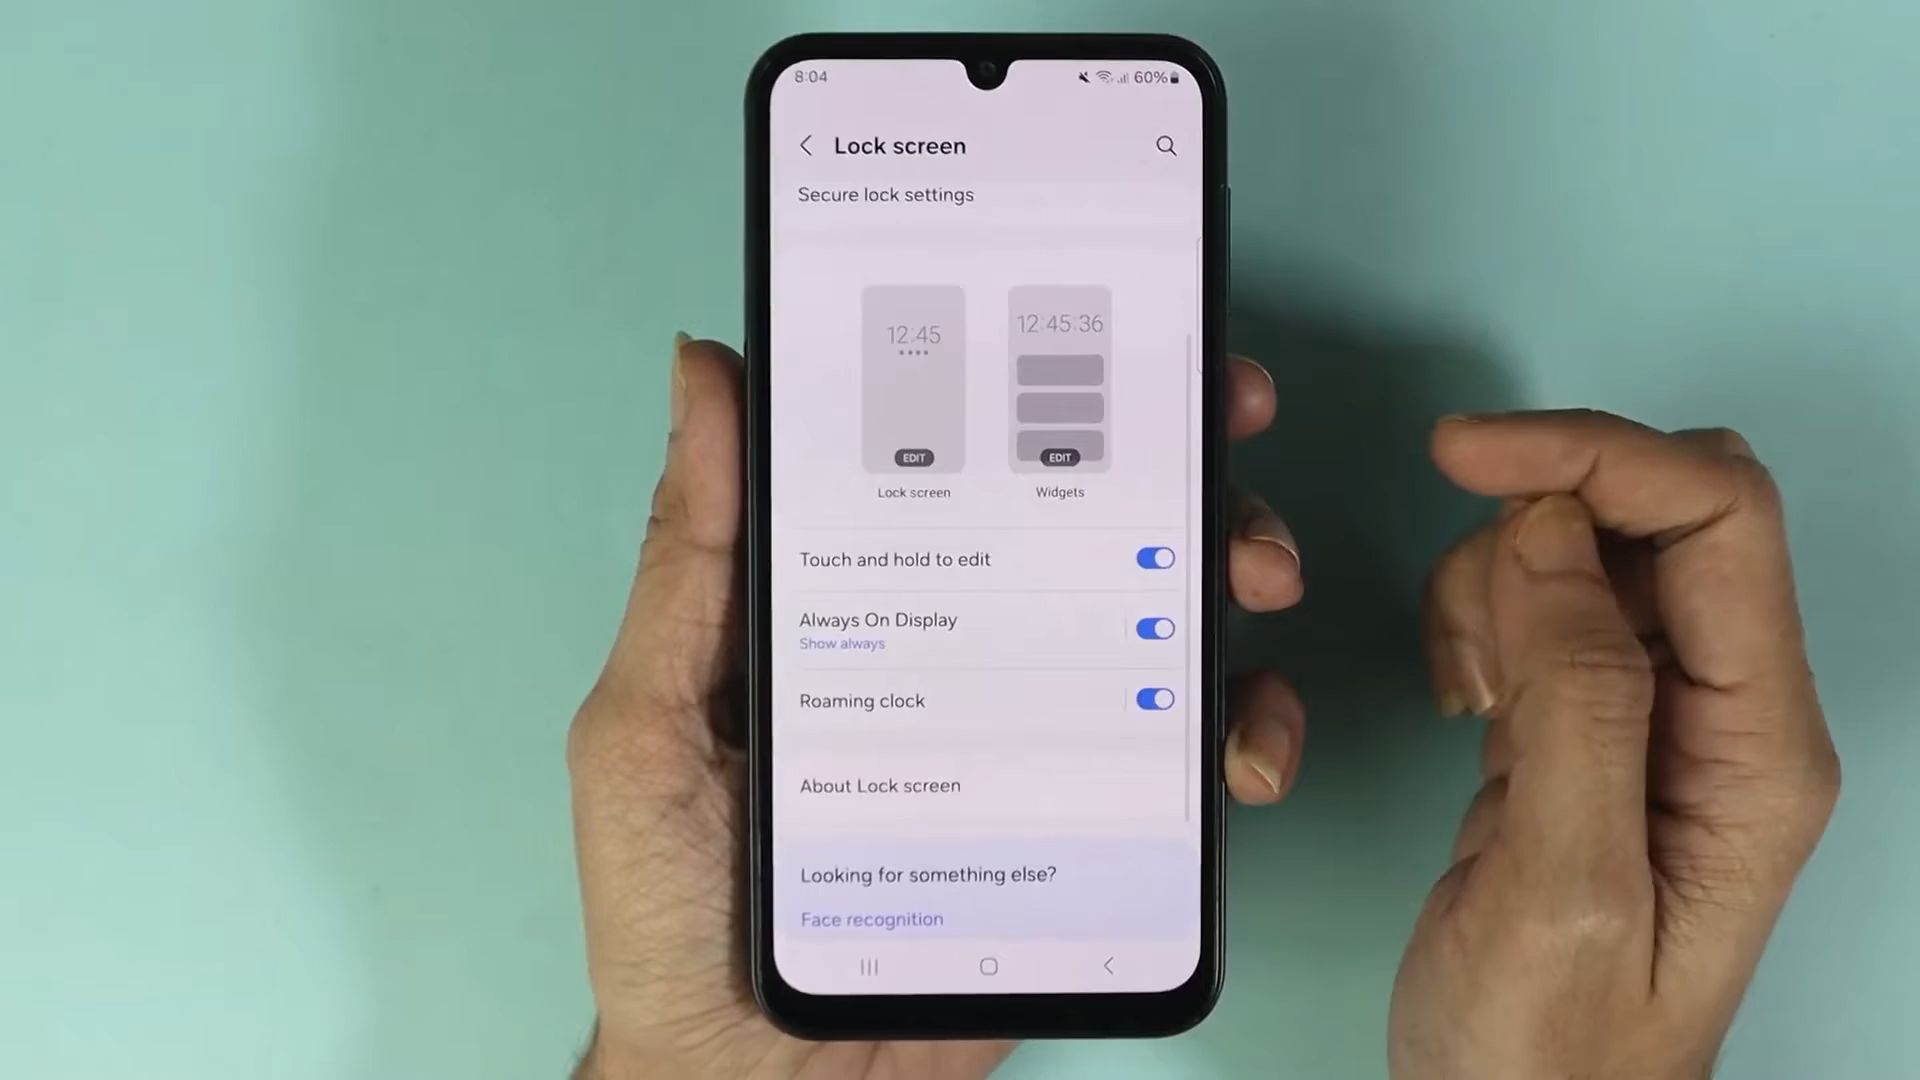 8:04
60%
Lock screen
Secure lock settings
12:45
12:45:36
EDIT
EDIT
Lock screen
Widgets
Touch and hold to edit
Always On Display
Show always
Roaming clock
About Lock screen
Looking for something else?
Face recognition